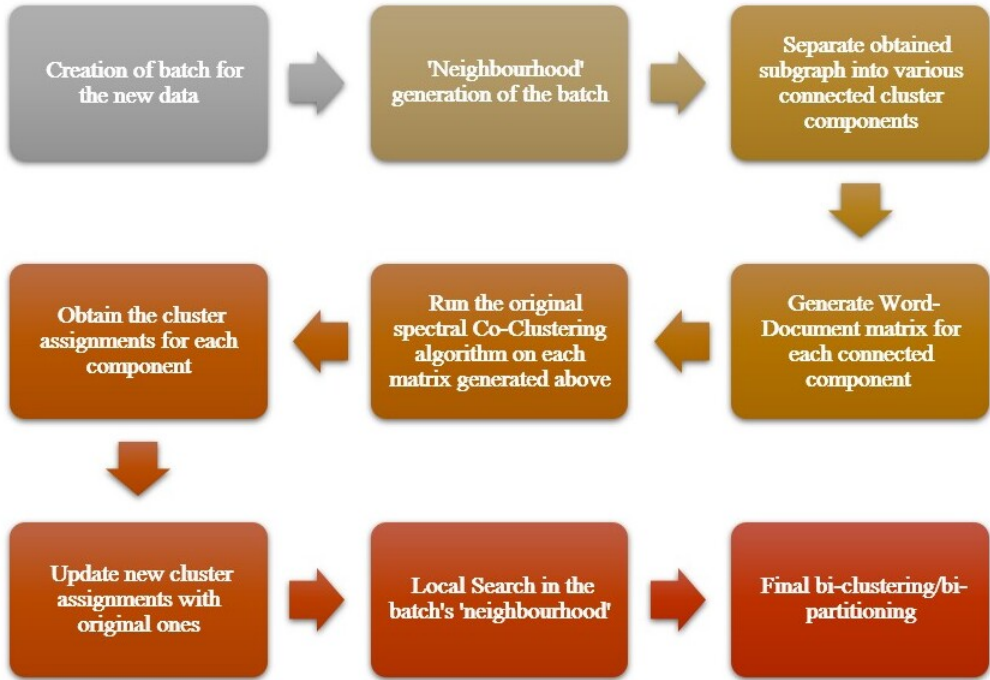 Creation of batch for
the new data
'Neighbourhood'
generation of the batch
Separate obtained
subgraph into various
connected cluster
components
Generate Word-
Document matrix for
each connected
component
Run the original
spectral Co-Clustering
algorithm on each
matrix generated above
Obtain the cluster
assignments for each
component
Update new cluster
assignments with
original ones
Local Search in the
batch's 'neighbourhood'
Final bi-clustering/bi-
partitioning